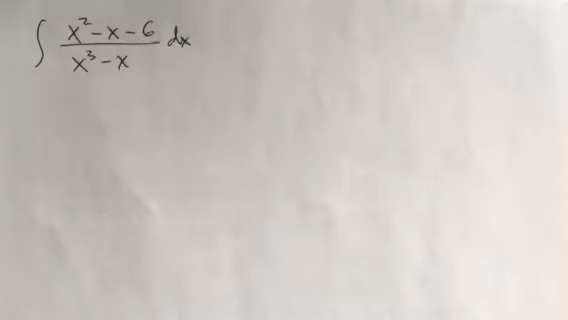 ∫ (x² - x - 6)/(x³ - x) dx